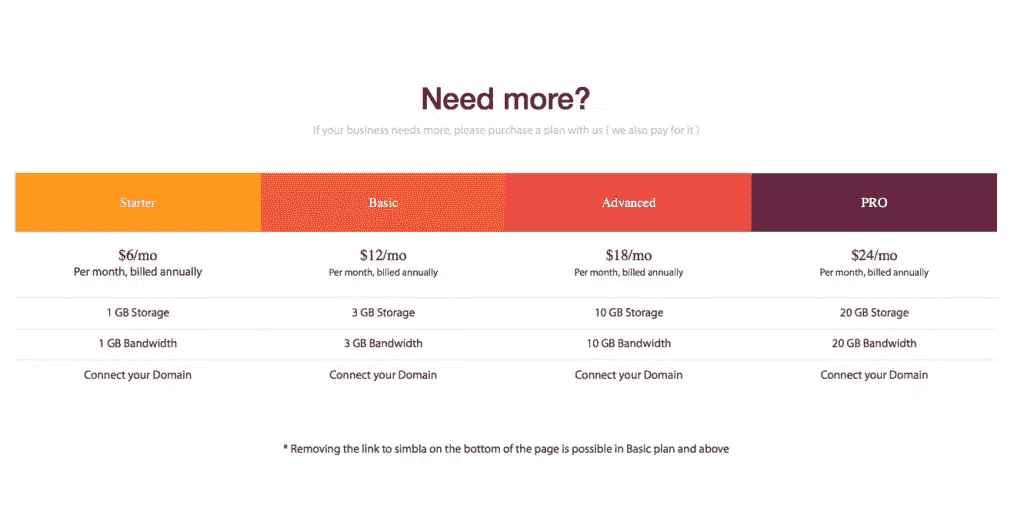 Need more?
If your business needs more, please purchase a plan with us ( we also pay for it )
Starter Basic Advanced PRO
$6/mo $12/mo $18/mo $24/mo
Per month, billed annually Per month, billed annually Per month, billed annually Per month, billed annually
1 GB Storage 3 GB Storage 10 GB Storage 20 GB Storage
1 GB Bandwidth 3 GB Bandwidth 10 GB Bandwidth 20 GB Bandwidth
Connect your Domain Connect your Domain Connect your Domain Connect your Domain
* Removing the link to simbla on the bottom of the page is possible in Basic plan and above